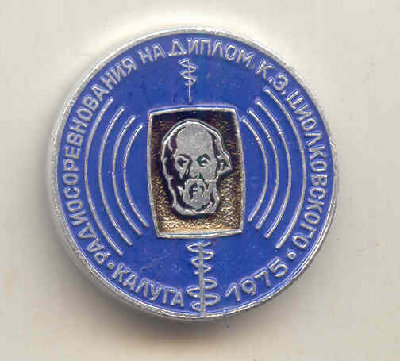 РАДИОСОРЕВНОВАНИЯ НА ДИПЛОМ К.Э.ЦИОЛКОВСКОГО
КАЛУГА 1975